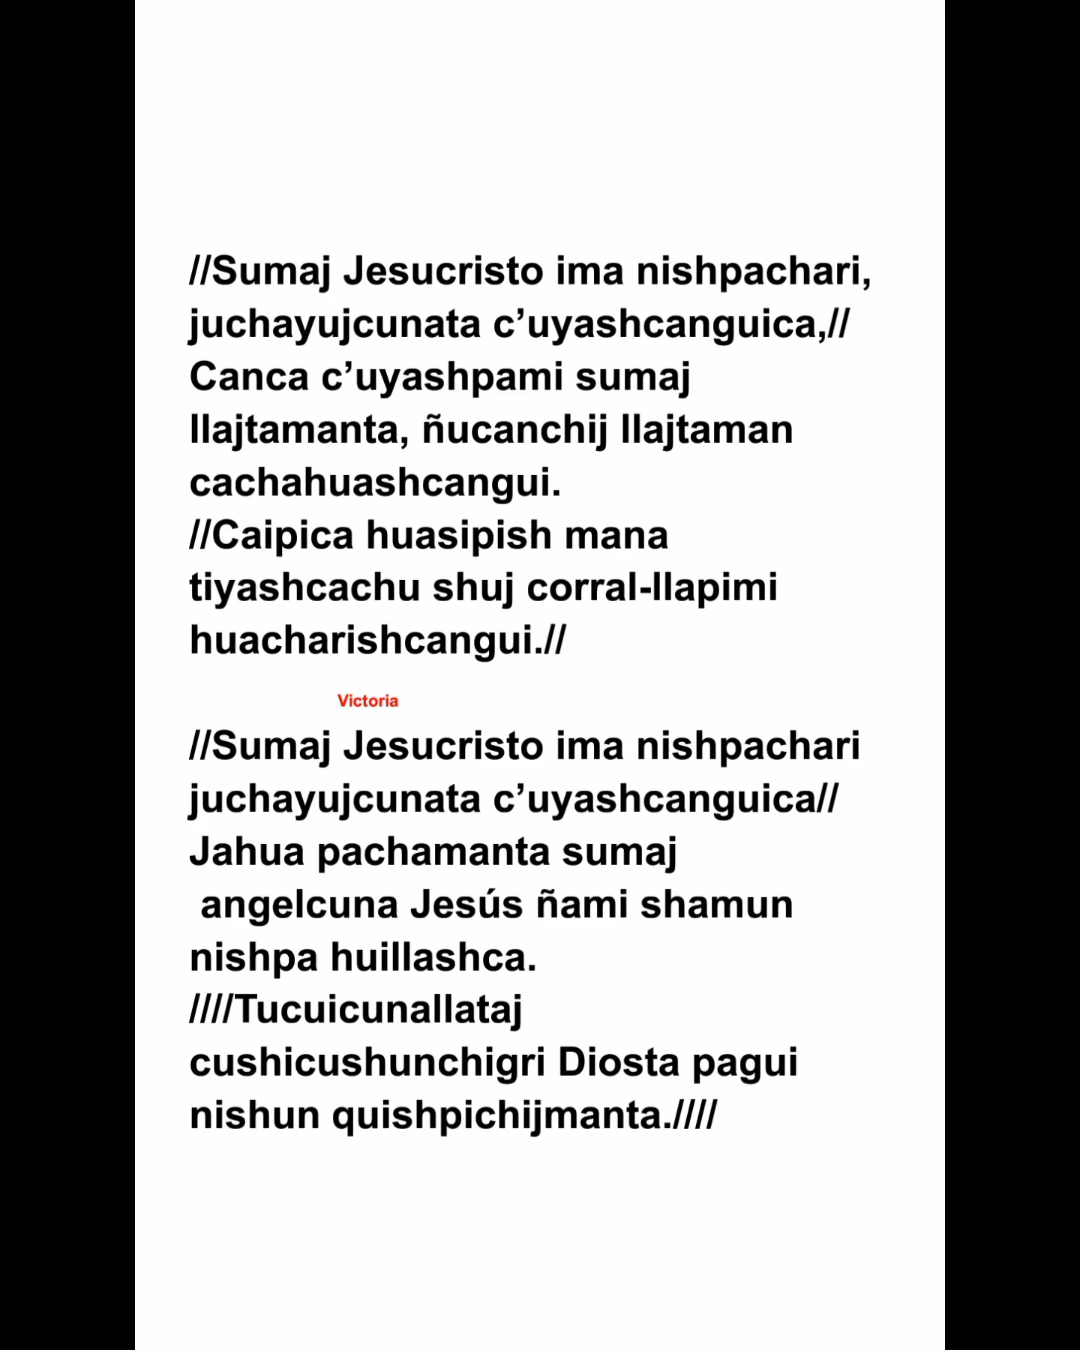 //Sumaj Jesucristo ima nishpachari,
juchayujcunata c’uyashcanguica,//
Canca c’uyashpami sumaj
llajtamanta, ñucanchij llajtaman
cachahuashcangui.
//Caipica huasipish mana
tiyashcachu shuj corral-llapimi
huacharishcangui.//
Victoria
//Sumaj Jesucristo ima nishpachari
juchayujcunata c’uyashcanguica//
Jahua pachamanta sumaj
angelcuna Jesús ñami shamun
nishpa huillashca.
////Tucuicunallataj
cushicushunchigri Diosta pagui
nishun quishpichijmanta.////